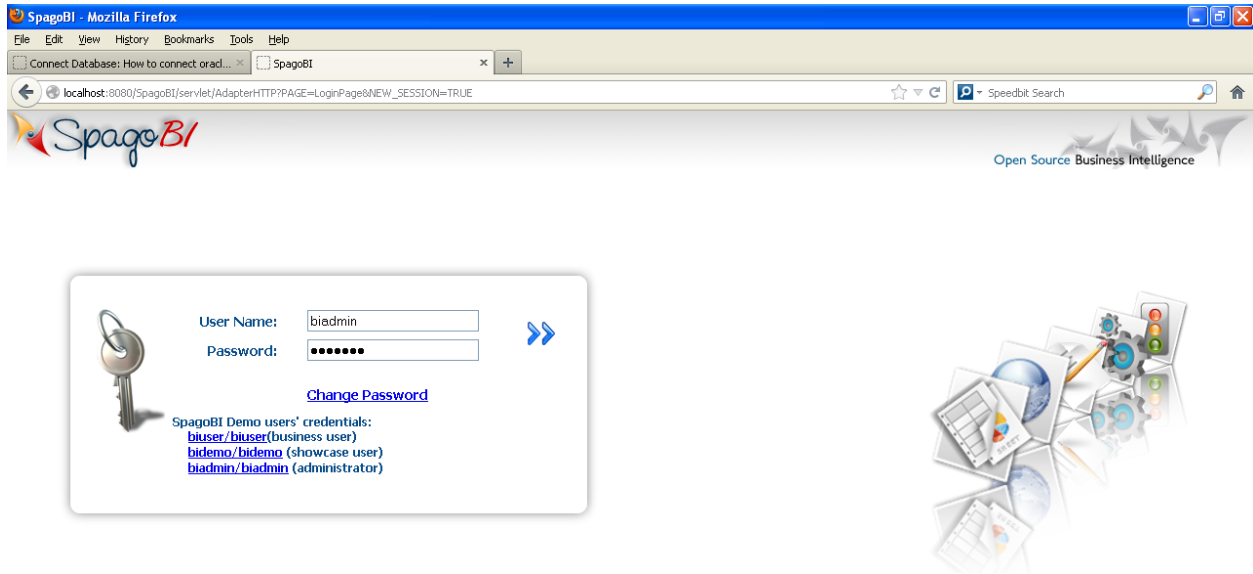 SpagoBI - Mozilla Firefox
File Edit View History Bookmarks Tools Help
Connect Database: How to connect oracl... SpagoBI
localhost:8080/SpagoBI/servlet/AdapterHTTP?PAGE=LoginPage&NEW_SESSION=TRUE Speedbit Search
SpagoBI
Open Source Business Intelligence
User Name: biadmin
Password: •••••••
Change Password
SpagoBI Demo users' credentials:
biuser/biuser(business user)
bidemo/bidemo (showcase user)
biadmin/biadmin (administrator)